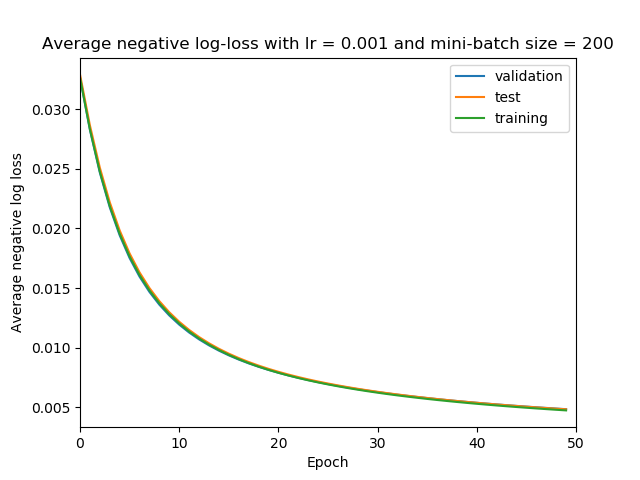 Average negative log-loss with lr = 0.001 and mini-batch size = 200
validation
test
training
Average negative log loss
0.030
0.025
0.020
0.015
0.010
0.005
0
10
20
30
40
50
Epoch